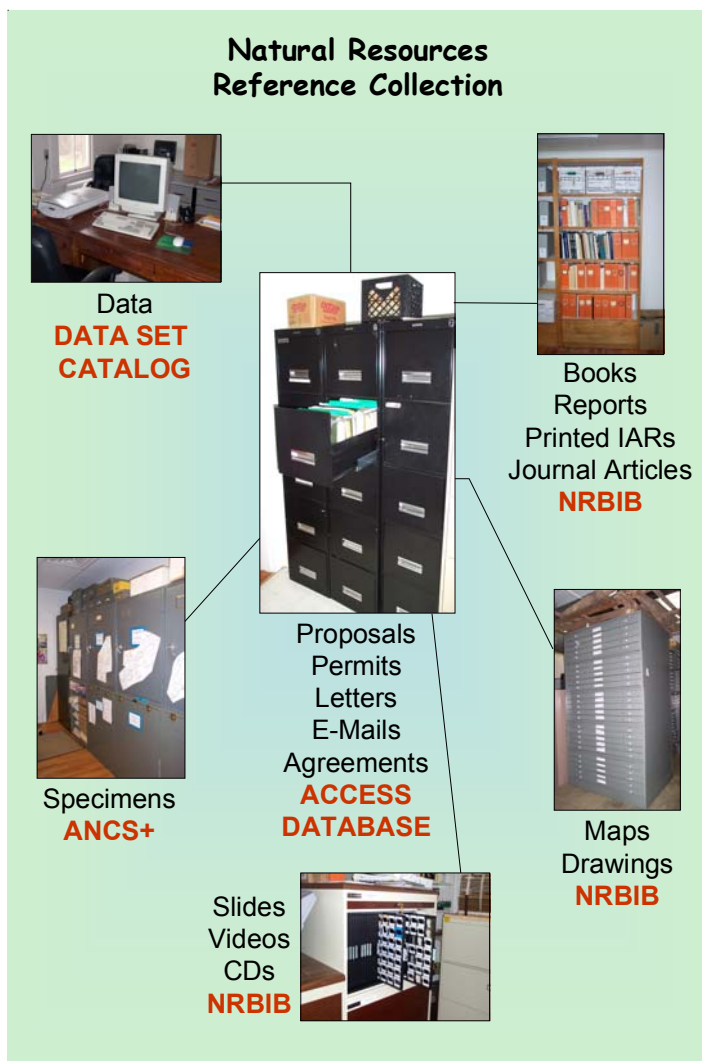 Natural Resources
Reference Collection
Data
DATA SET
CATALOG
Books
Reports
Printed IARs
Journal Articles
NRBIB
Proposals
Permits
Letters
E-Mails
Agreements
ACCESS
DATABASE
Specimens
ANCS+
Maps
Drawings
NRBIB
Slides
Videos
CDs
NRBIB